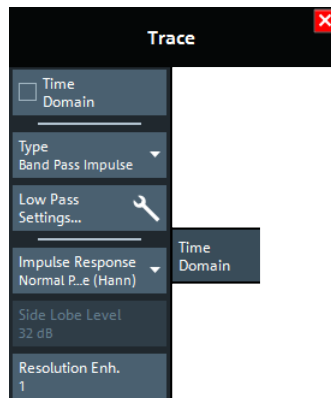 Trace
Time
Domain
Type
Band Pass Impulse
Low Pass
Settings...
Impulse Response
Normal P...e (Hann)
Side Lobe Level
32 dB
Resolution Enh.
1
Time
Domain